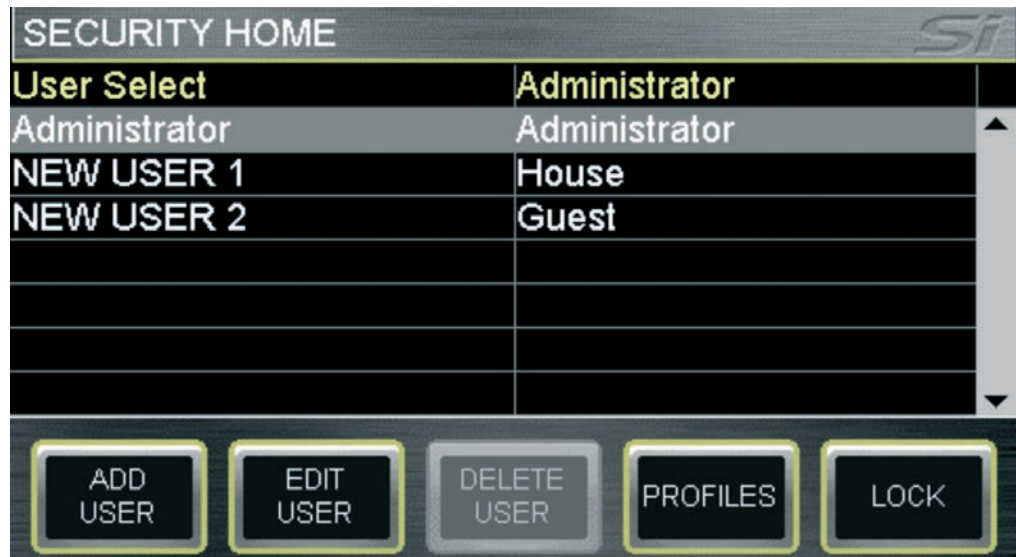 SECURITY HOME Si
User Select Administrator
Administrator Administrator
NEW USER 1 House
NEW USER 2 Guest
ADD USER EDIT USER DELETE USER PROFILES LOCK